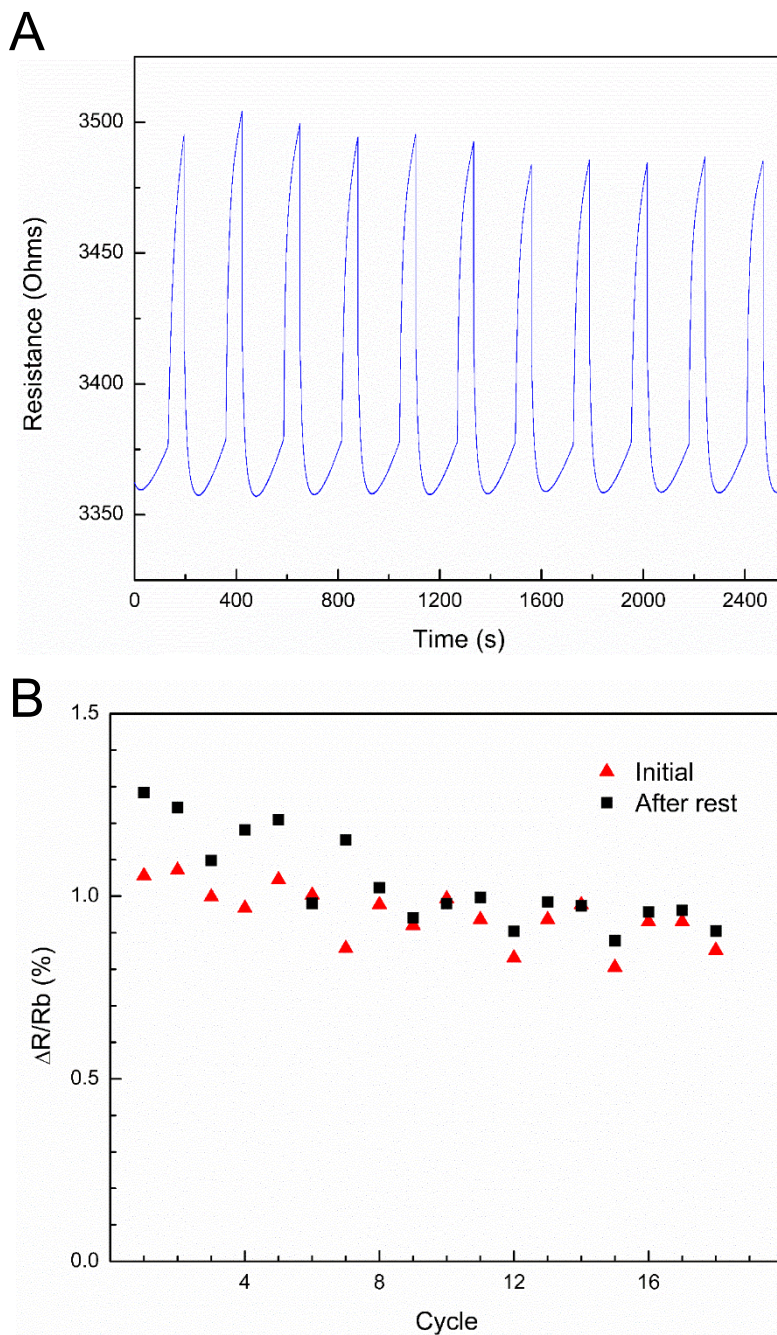 A
3500
3450
3400
3350
Resistance (Ohms)
0 400 800 1200 1600 2000 2400
Time (s)
B
1.5
1.0
0.5
0.0
ΔR/Rb (%)
Initial
After rest
4 8 12 16
Cycle